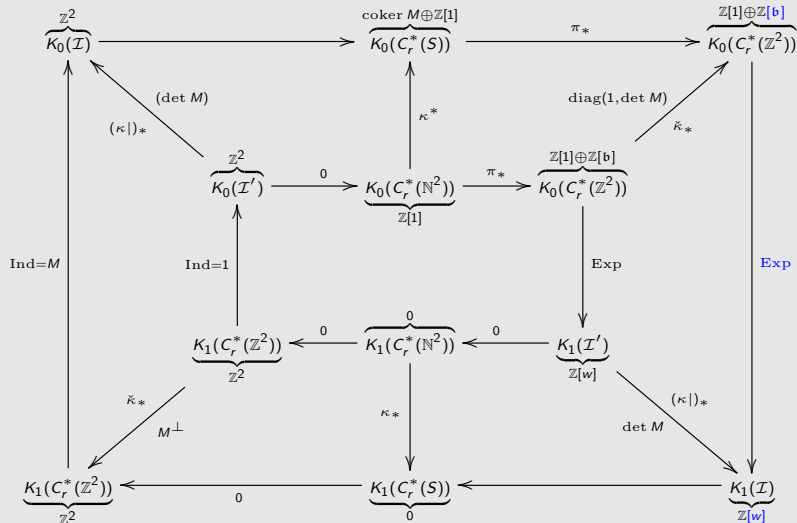 ℤ² coker M⊕ℤ[1] ℤ[1]⊕ℤ[𝔟]
K₀(ℐ) K₀(C*ᵣ(S)) π∗ K₀(C*ᵣ(ℤ²))
(det M) diag(1,det M)
(κ|)∗ κ* κ̌∗
ℤ² ℤ[1]⊕ℤ[𝔟]
K₀(ℐ′) 0 K₀(C*ᵣ(ℕ²)) π∗ K₀(C*ᵣ(ℤ²))
ℤ[1]
Ind=M Ind=1 Exp Exp
0
K₁(C*ᵣ(ℤ²)) 0 K₁(C*ᵣ(ℕ²)) 0 K₁(ℐ′)
ℤ² ℤ[w]
κ̌∗ κ∗ (κ|)∗
M⊥ det M
K₁(C*ᵣ(ℤ²)) 0 K₁(C*ᵣ(S)) K₁(ℐ)
ℤ² 0 ℤ[w]